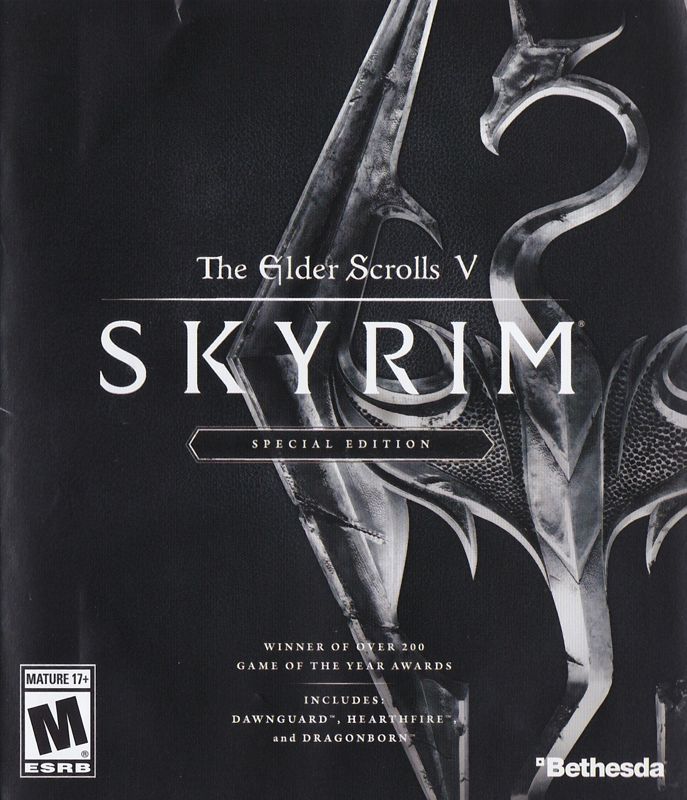 The Elder Scrolls V
SKYRIM®
SPECIAL EDITION
WINNER OF OVER 200
GAME OF THE YEAR AWARDS
INCLUDES:
DAWNGUARD™, HEARTHFIRE™,
and DRAGONBORN™
MATURE 17+
M®
ESRB
Bethesda®